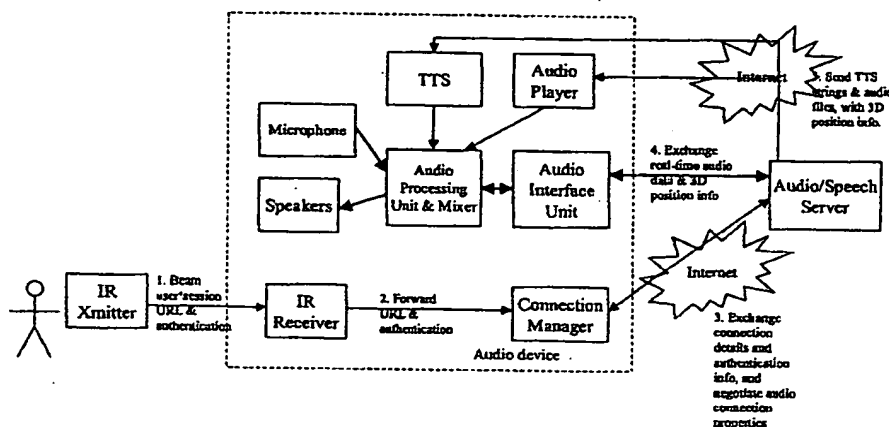 TTS
Audio
Player
Internet
5. Send TTS
strings & audio
files, with 3D
position info.
Microphone
Audio
Processing
Unit & Mixer
Audio
Interface
Unit
4. Exchange
real-time audio
data & 3D
position info
Audio/Speech
Server
Speakers
Internet
IR
Xmitter
1. Beam
user/session
URL &
authentication
IR
Receiver
2. Forward
URL &
authentication
Connection
Manager
Audio device
3. Exchange
connection
details and
authentication
info, and
negotiate audio
connection
properties